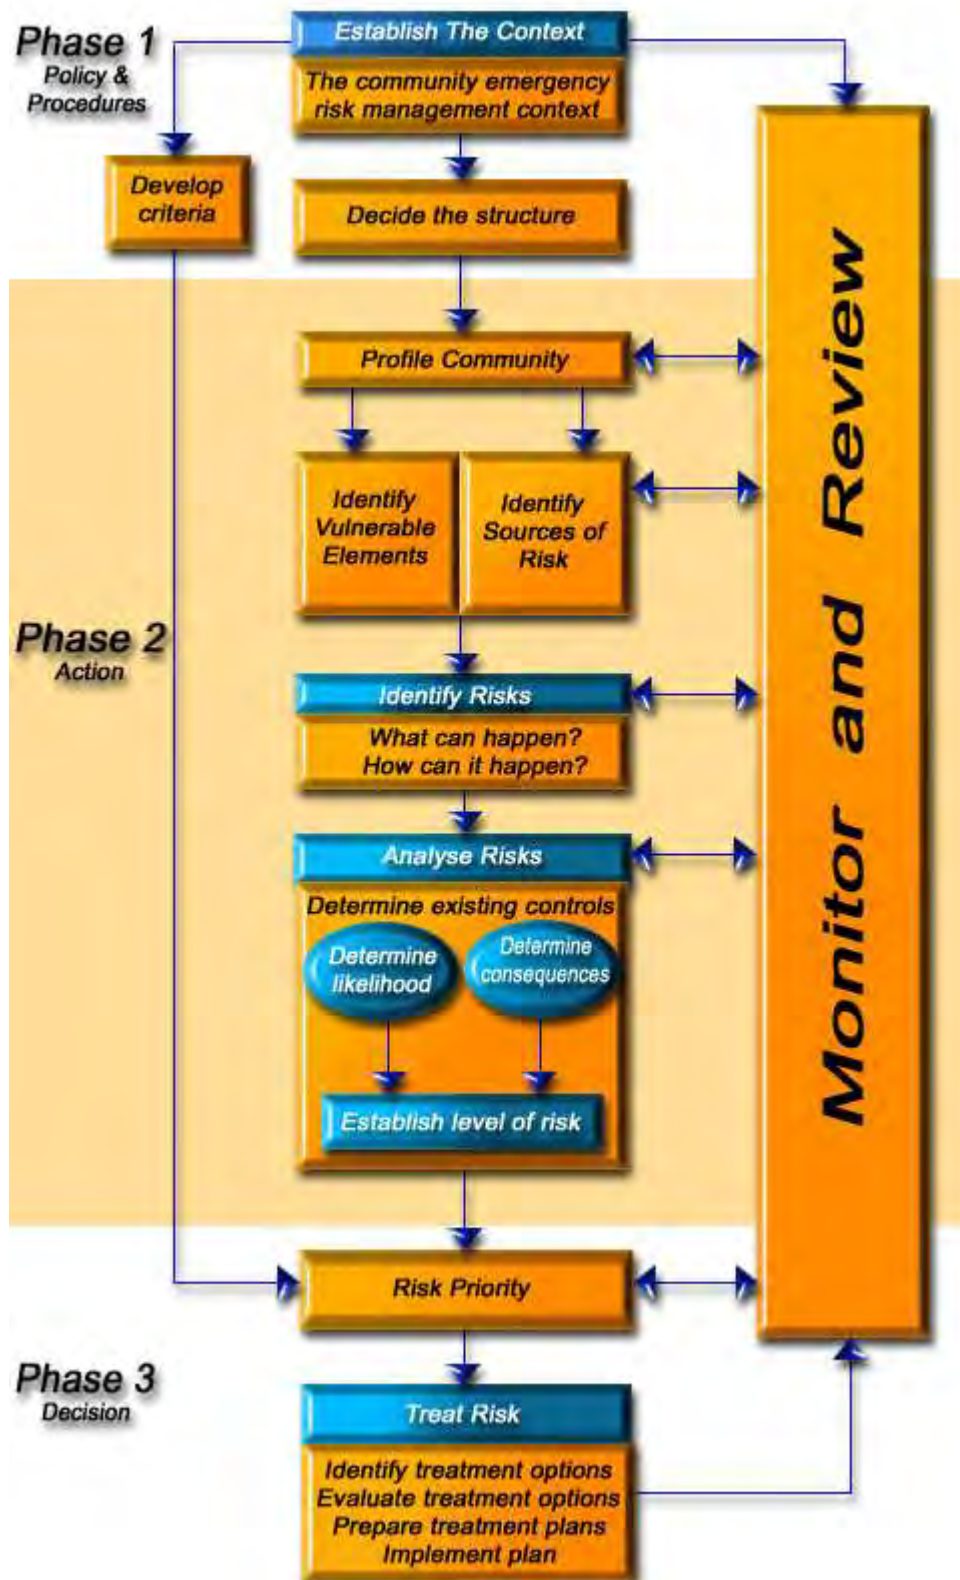 Phase 1
Policy &
Procedures
Establish The Context
The community emergency
risk management context
Develop
criteria
Decide the structure
Profile Community
Identify
Vulnerable
Elements
Identify
Sources of
Risk
Phase 2
Action
Identify Risks
What can happen?
How can it happen?
Analyse Risks
Determine existing controls
Determine
likelihood
Determine
consequences
Establish level of risk
Risk Priority
Phase 3
Decision
Treat Risk
Identify treatment options
Evaluate treatment options
Prepare treatment plans
Implement plan
Monitor and Review